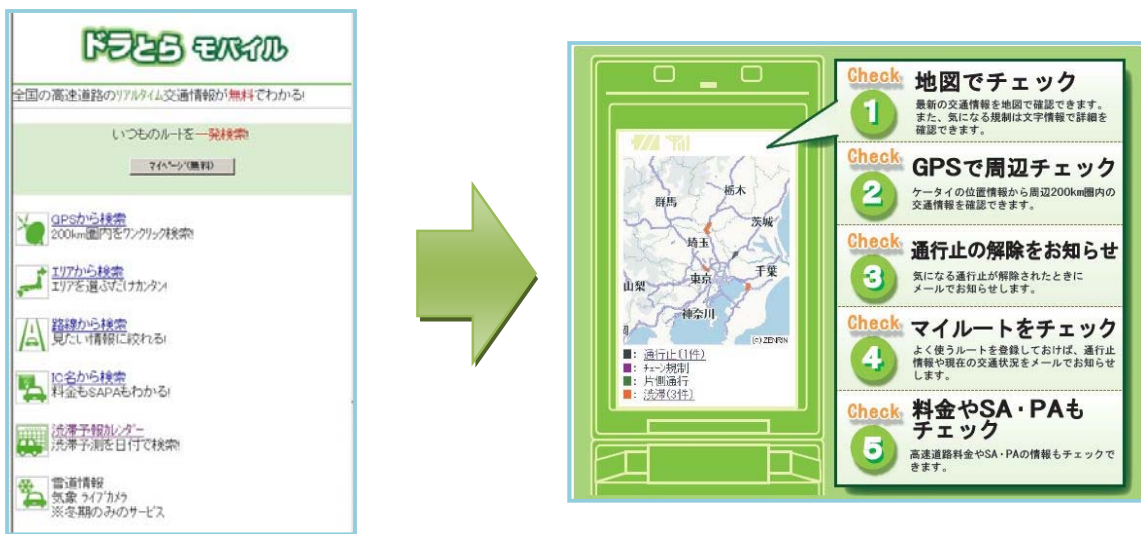 ドラとら モバイル
全国の高速道路のリアルタイム交通情報が無料でわかる!
いつものルートを一発検索!
マイページ(無料)
GPSから検索
200km圏内をワンクリック検索!
エリアから検索
エリアを選ぶだけカンタン♪
路線から検索
見たい情報に絞れる!
IC名から検索
料金もSAPAもわかる!
渋滞予報カレンダー
渋滞予測を日付で検索!
雪道情報
気象 ライブカメラ
※冬期のみのサービス
群馬
栃木
茨城
埼玉
東京
千葉
山梨
神奈川
(c) ZENRIN
■: 通行止(1件)
■: チェーン規制
■: 片側通行
■: 渋滞(3件)
Check 1
地図でチェック
最新の交通情報を地図で確認できます。
また、気になる規制は文字情報で詳細を
確認できます。
Check 2
GPSで周辺チェック
ケータイの位置情報から周辺200km圏内の
交通情報を確認できます。
Check 3
通行止の解除をお知らせ
気になる通行止が解除されたときに
メールでお知らせします。
Check 4
マイルートをチェック
よく使うルートを登録しておけば、通行止
情報や現在の交通状況をメールでお知らせ
します。
Check 5
料金やSA・PAも
チェック
高速道路料金やSA・PAの情報もチェックで
きます。